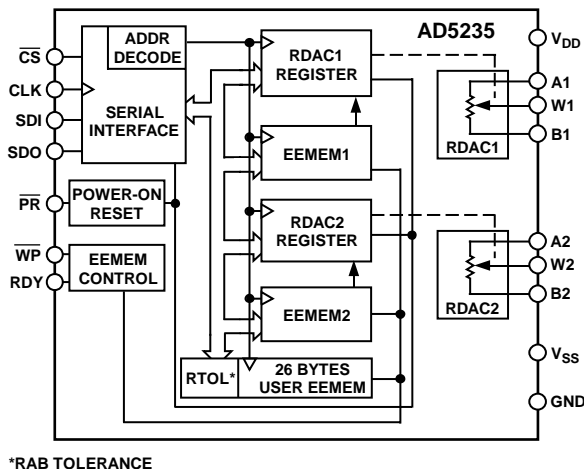 AD5235
CS
CLK
SDI
SDO
PR
WP
RDY
ADDR
DECODE
SERIAL
INTERFACE
POWER-ON
RESET
EEMEM
CONTROL
RDAC1
REGISTER
EEMEM1
RDAC2
REGISTER
EEMEM2
RTOL*
26 BYTES
USER EEMEM
RDAC1
RDAC2
VDD
A1
W1
B1
A2
W2
B2
VSS
GND
*RAB TOLERANCE